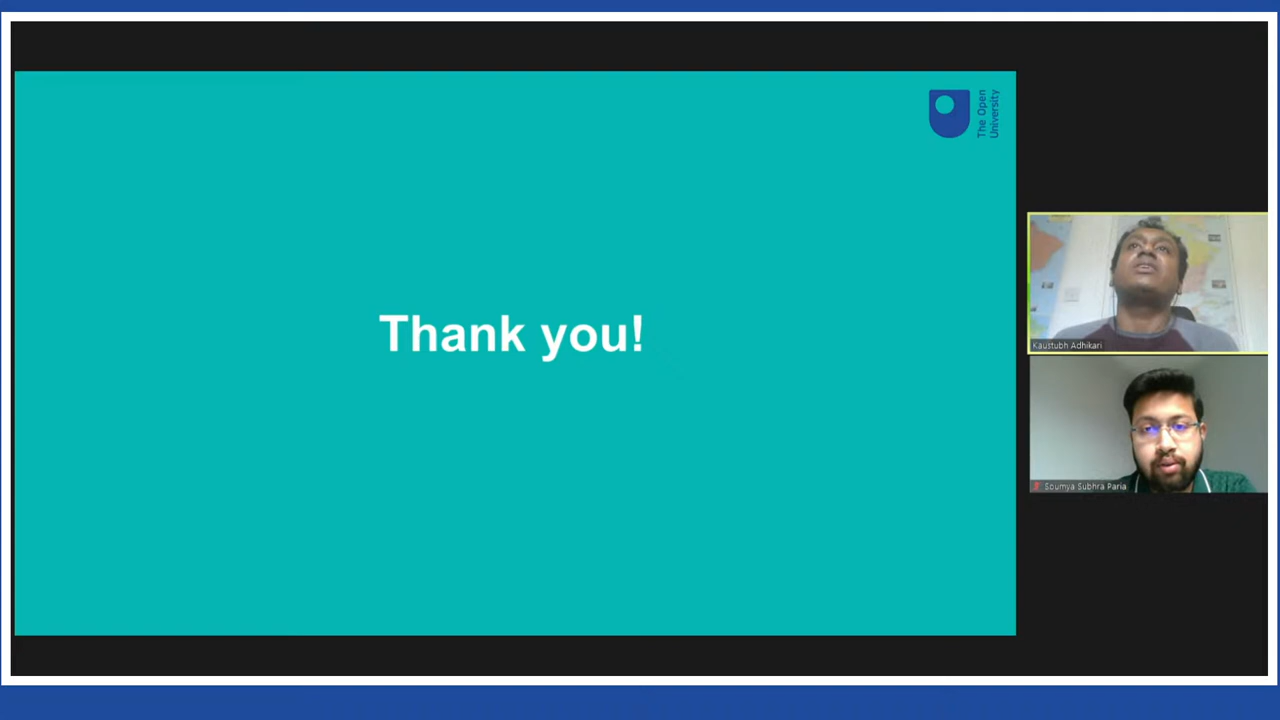 The Open
University
Thank you!
Kaustubh Adhikari
Soumya Subhra Paria